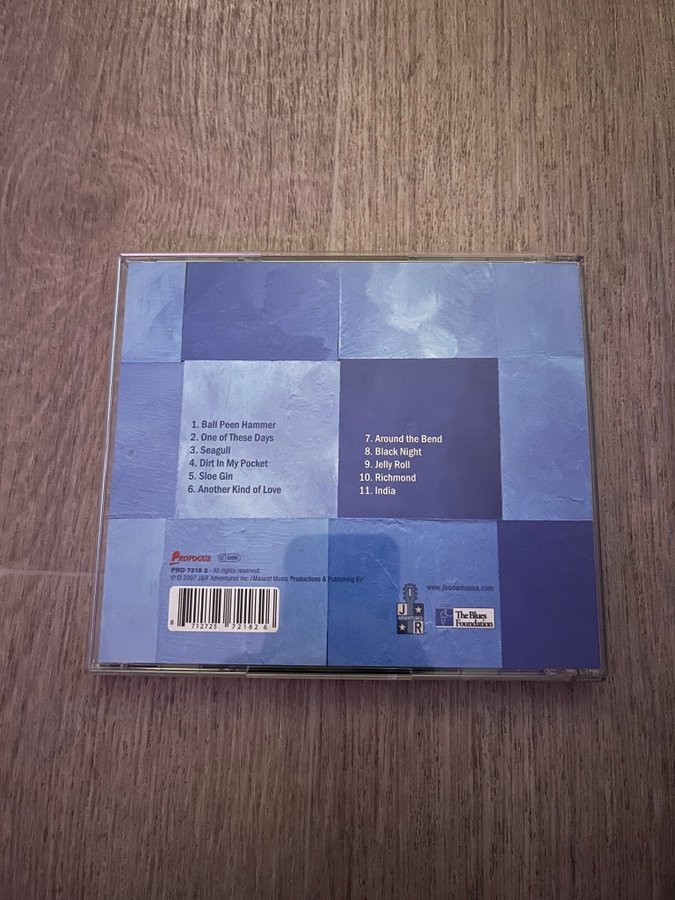 1. Ball Peen Hammer
2. One of These Days
3. Seagull
4. Dirt In My Pocket
5. Sloe Gin
6. Another Kind of Love
7. Around the Bend
8. Black Night
9. Jelly Roll
10. Richmond
11. India
PROVOGUE
PRD 7218 2 - All rights reserved.
℗ © 2007 J&R Adventures Inc./Mascot Music Productions & Publishing BV
8 712725 721826
J
ADVENTURES
R
www.jbonamassa.com
The Blues
Foundation